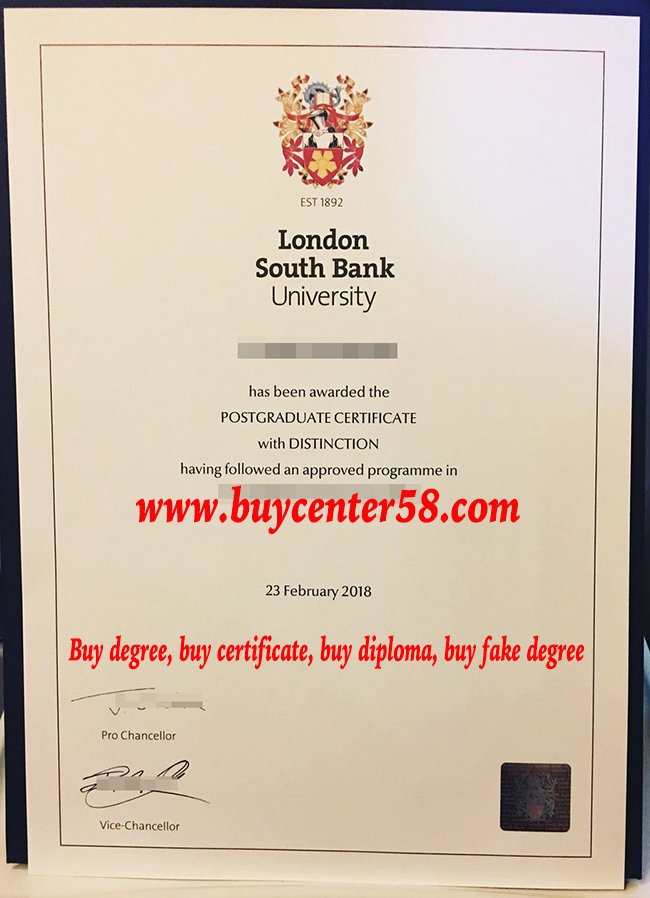 EST 1892
London
South Bank
University
has been awarded the
POSTGRADUATE CERTIFICATE
with DISTINCTION
having followed an approved programme in
www.buycenter58.com
23 February 2018
Buy degree, buy certificate, buy diploma, buy fake degree
Pro Chancellor
Vice-Chancellor